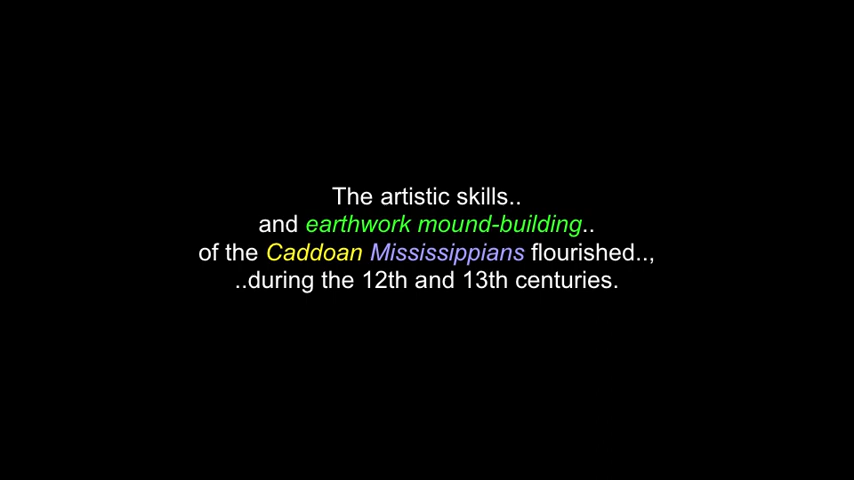 The artistic skills..
and earthwork mound-building..
of the Caddoan Mississippians flourished..,
..during the 12th and 13th centuries.